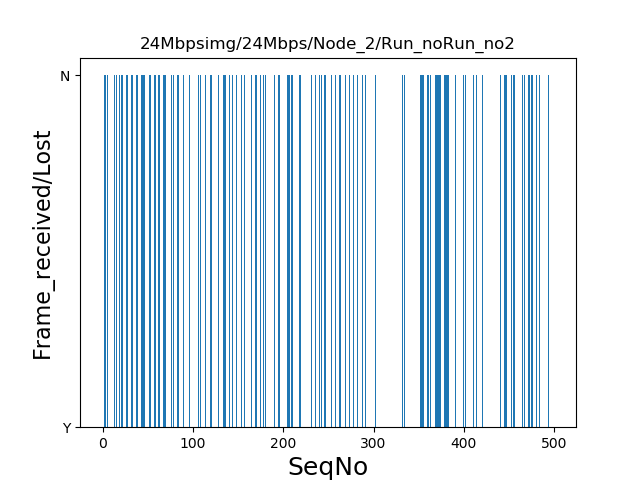 24Mbpsimg/24Mbps/Node_2/Run_noRun_no2
N
Y
Frame_received/Lost
0 100 200 300 400 500
SeqNo